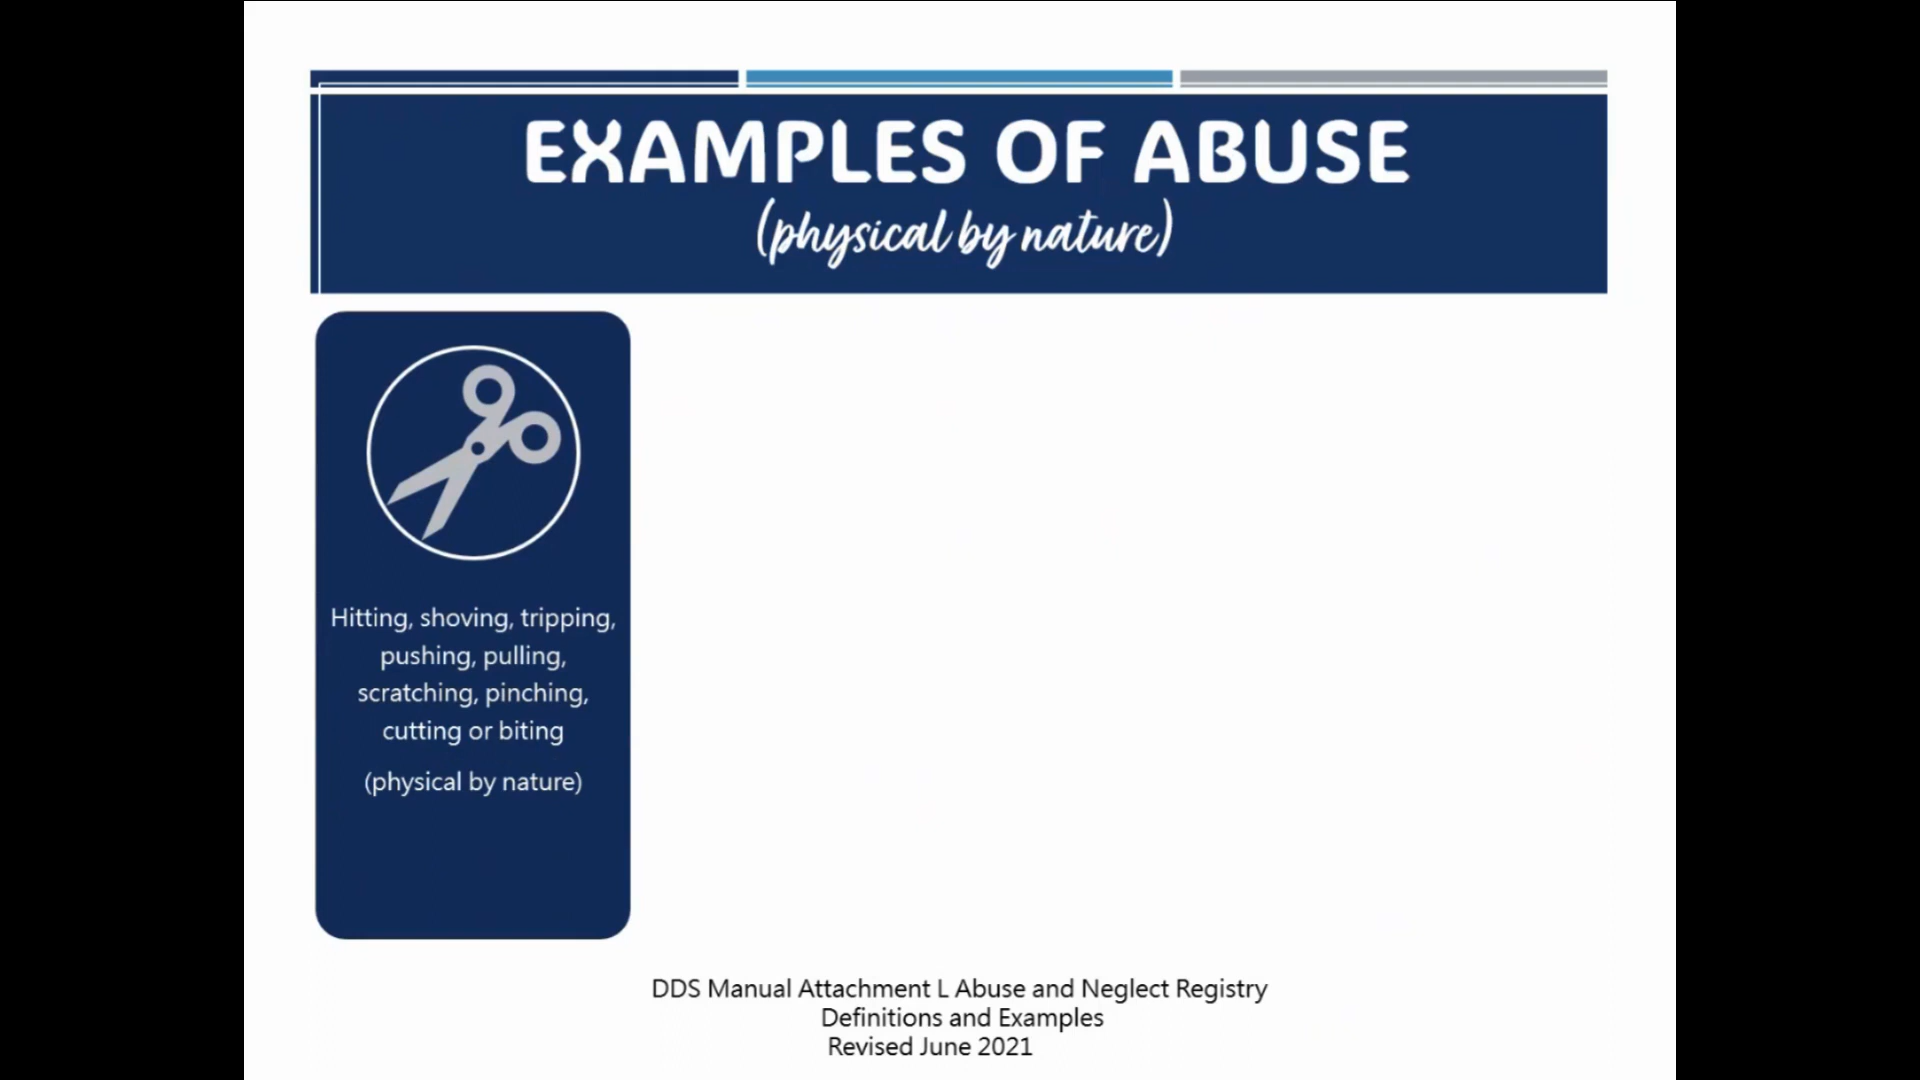 EXAMPLES OF ABUSE
(physical by nature)
Hitting, shoving, tripping,
pushing, pulling,
scratching, pinching,
cutting or biting
(physical by nature)
DDS Manual Attachment L Abuse and Neglect Registry
Definitions and Examples
Revised June 2021